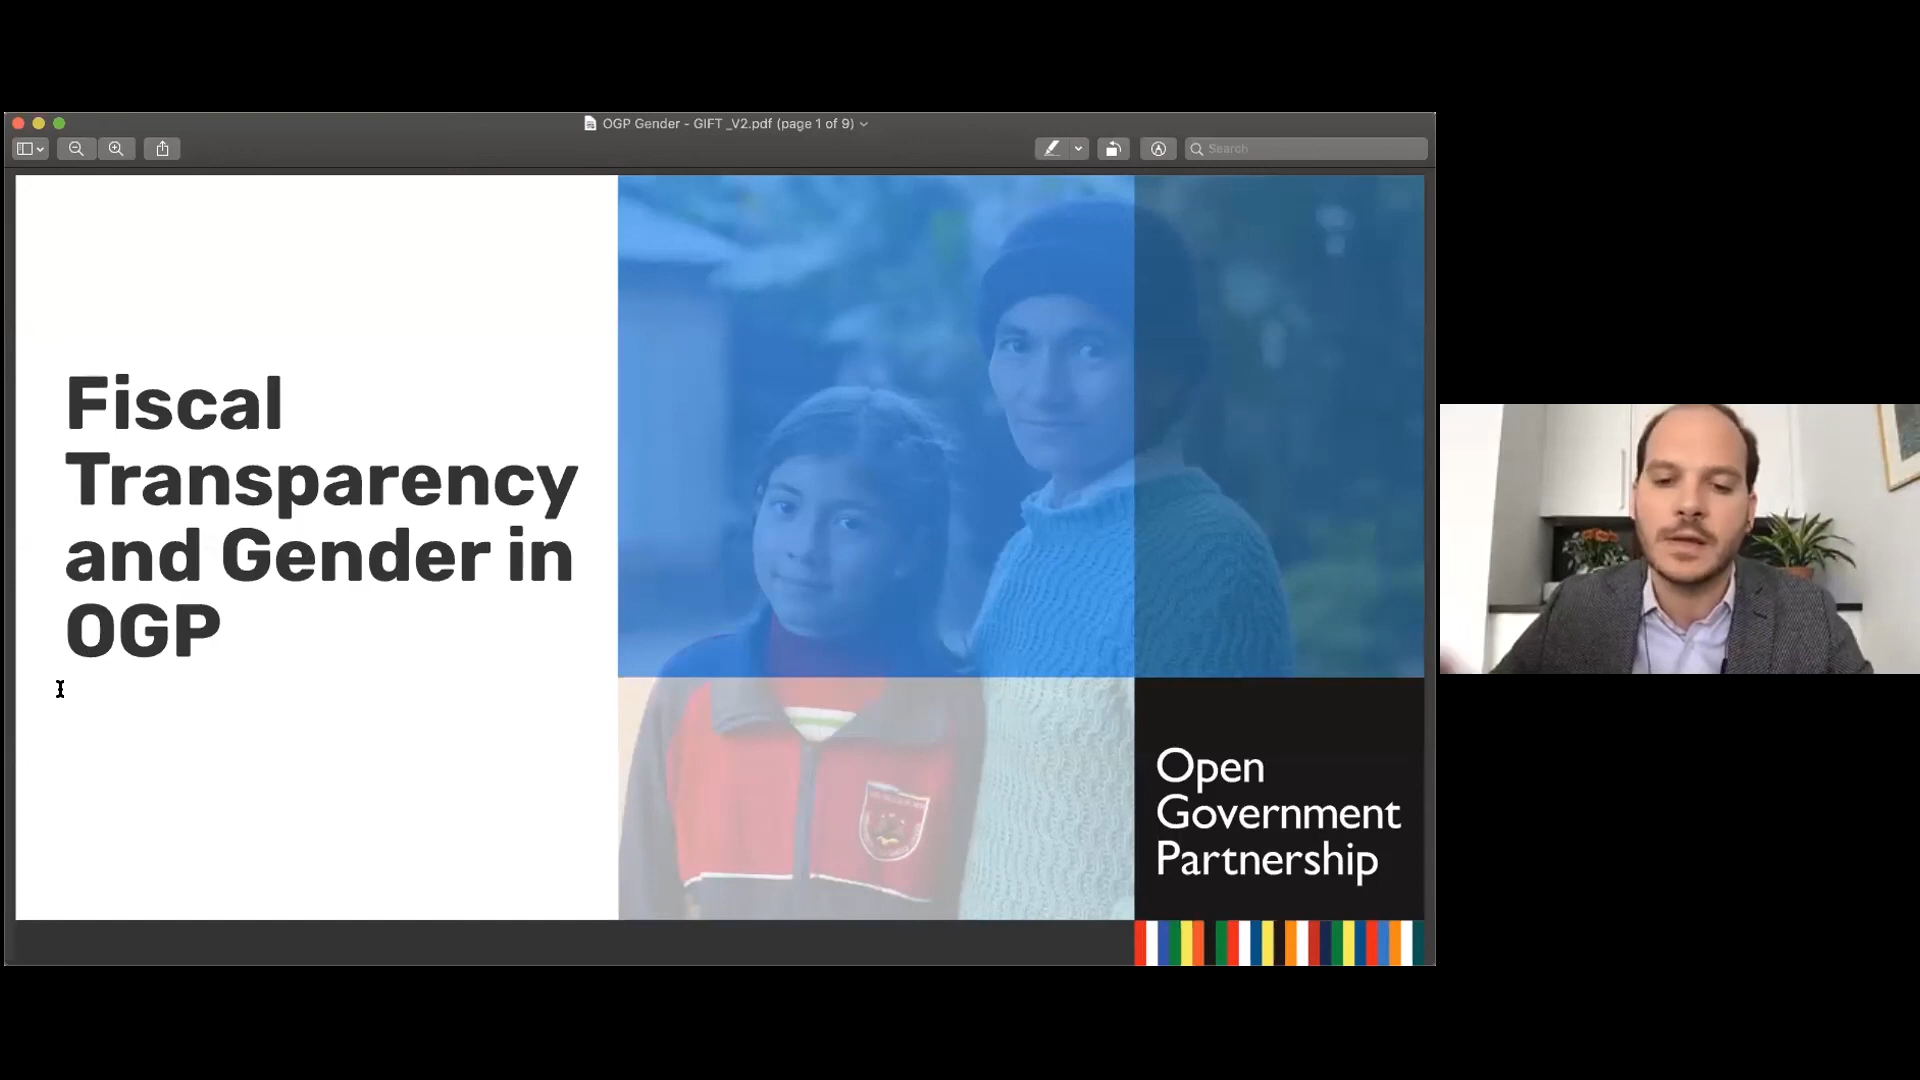 OGP Gender - GIFT _V2.pdf (page 1 of 9)
Search
Fiscal
Transparency
and Gender in
OGP
Open
Government
Partnership